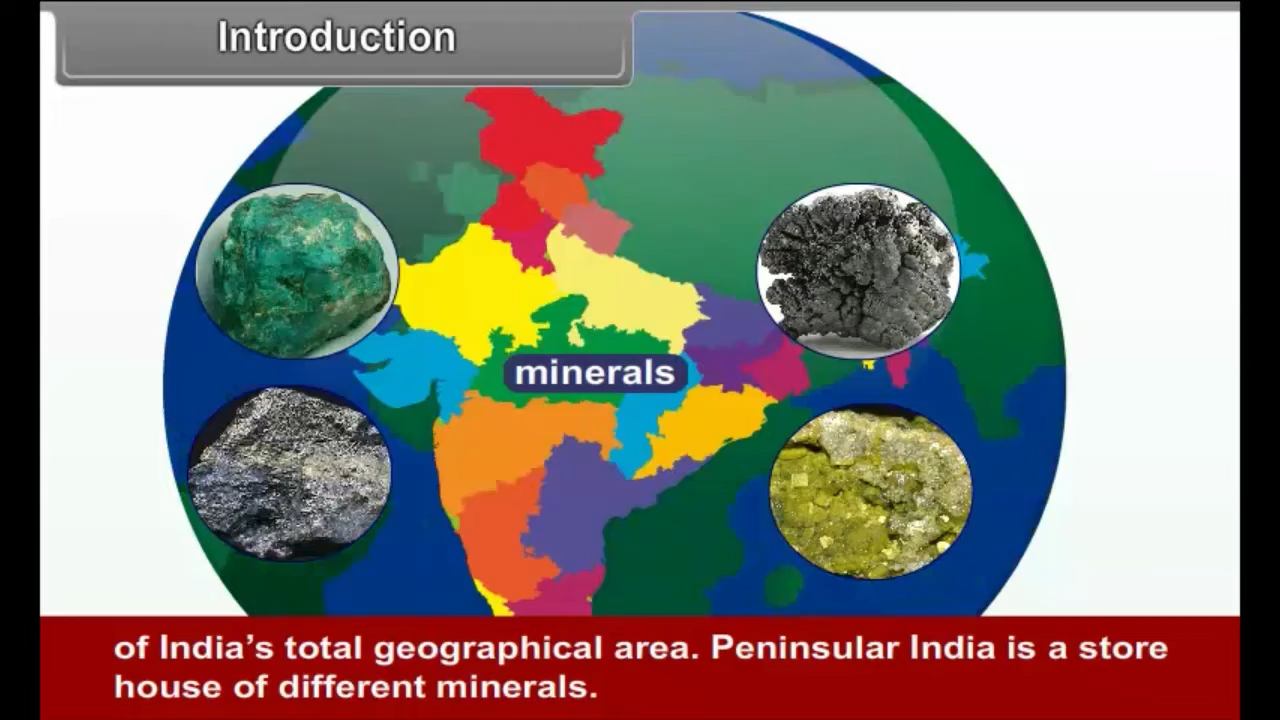 Introduction
minerals
of India's total geographical area. Peninsular India is a store
house of different minerals.